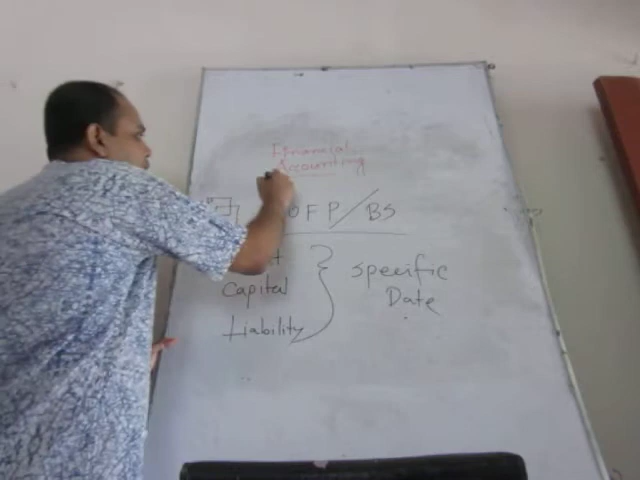 Financial
Accounting
OFP/BS
Capital
Liability
Specific
Date